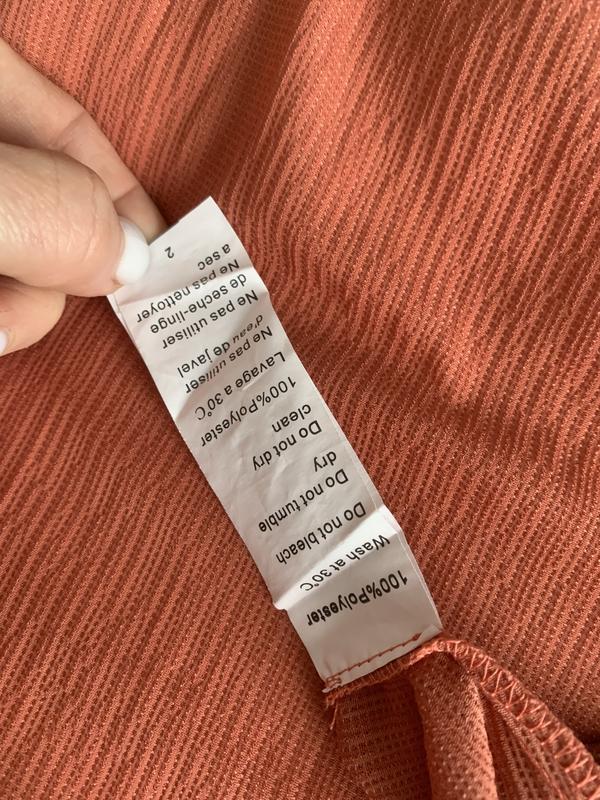 100%Polyester
Wash at 30°C
Do not bleach
Do not tumble
dry
Do not dry
clean
100%Polyester
Lavage a 30°C
Ne pas utiliser
d'eau de javel
Ne pas utiliser
de seche-linge
Ne pas nettoyer
a sec
2